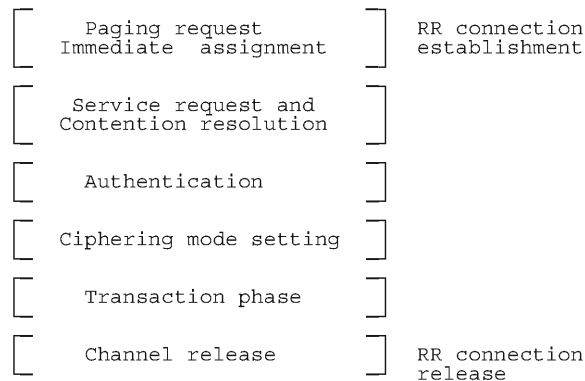 Paging request
Immediate assignment
RR connection
establishment
Service request and
Contention resolution
Authentication
Ciphering mode setting
Transaction phase
Channel release
RR connection
release